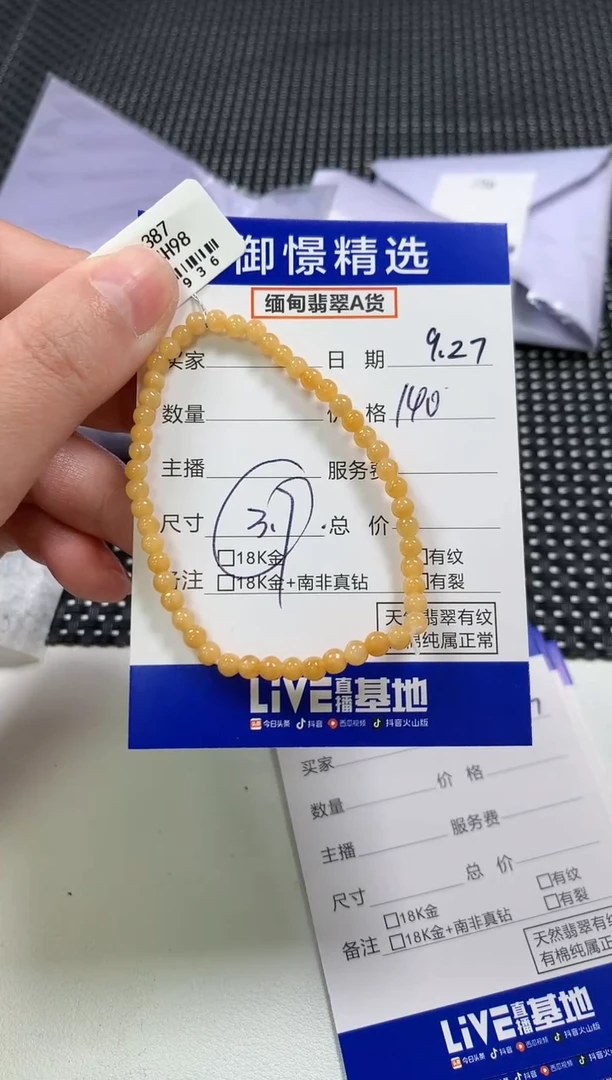 387
H98
936
御憬精选
缅甸翡翠A货
买家 日期 9.27
数量 价格 140
主播 服务费
尺寸 3.9 总价
18K金 有纹
备注 18K金+南非真钻 有裂
天然翡翠有纹
棉纯属正常
LiVE直播基地
今日头条 抖音 西瓜视频 抖音火山版
买家
数量 价格
主播 服务费
尺寸 总价
18K金 有纹
备注 18K金+南非真钻 有裂
天然翡翠有纹
有棉纯属正常
LiVE直播基地
今日头条 抖音 西瓜视频 抖音火山版